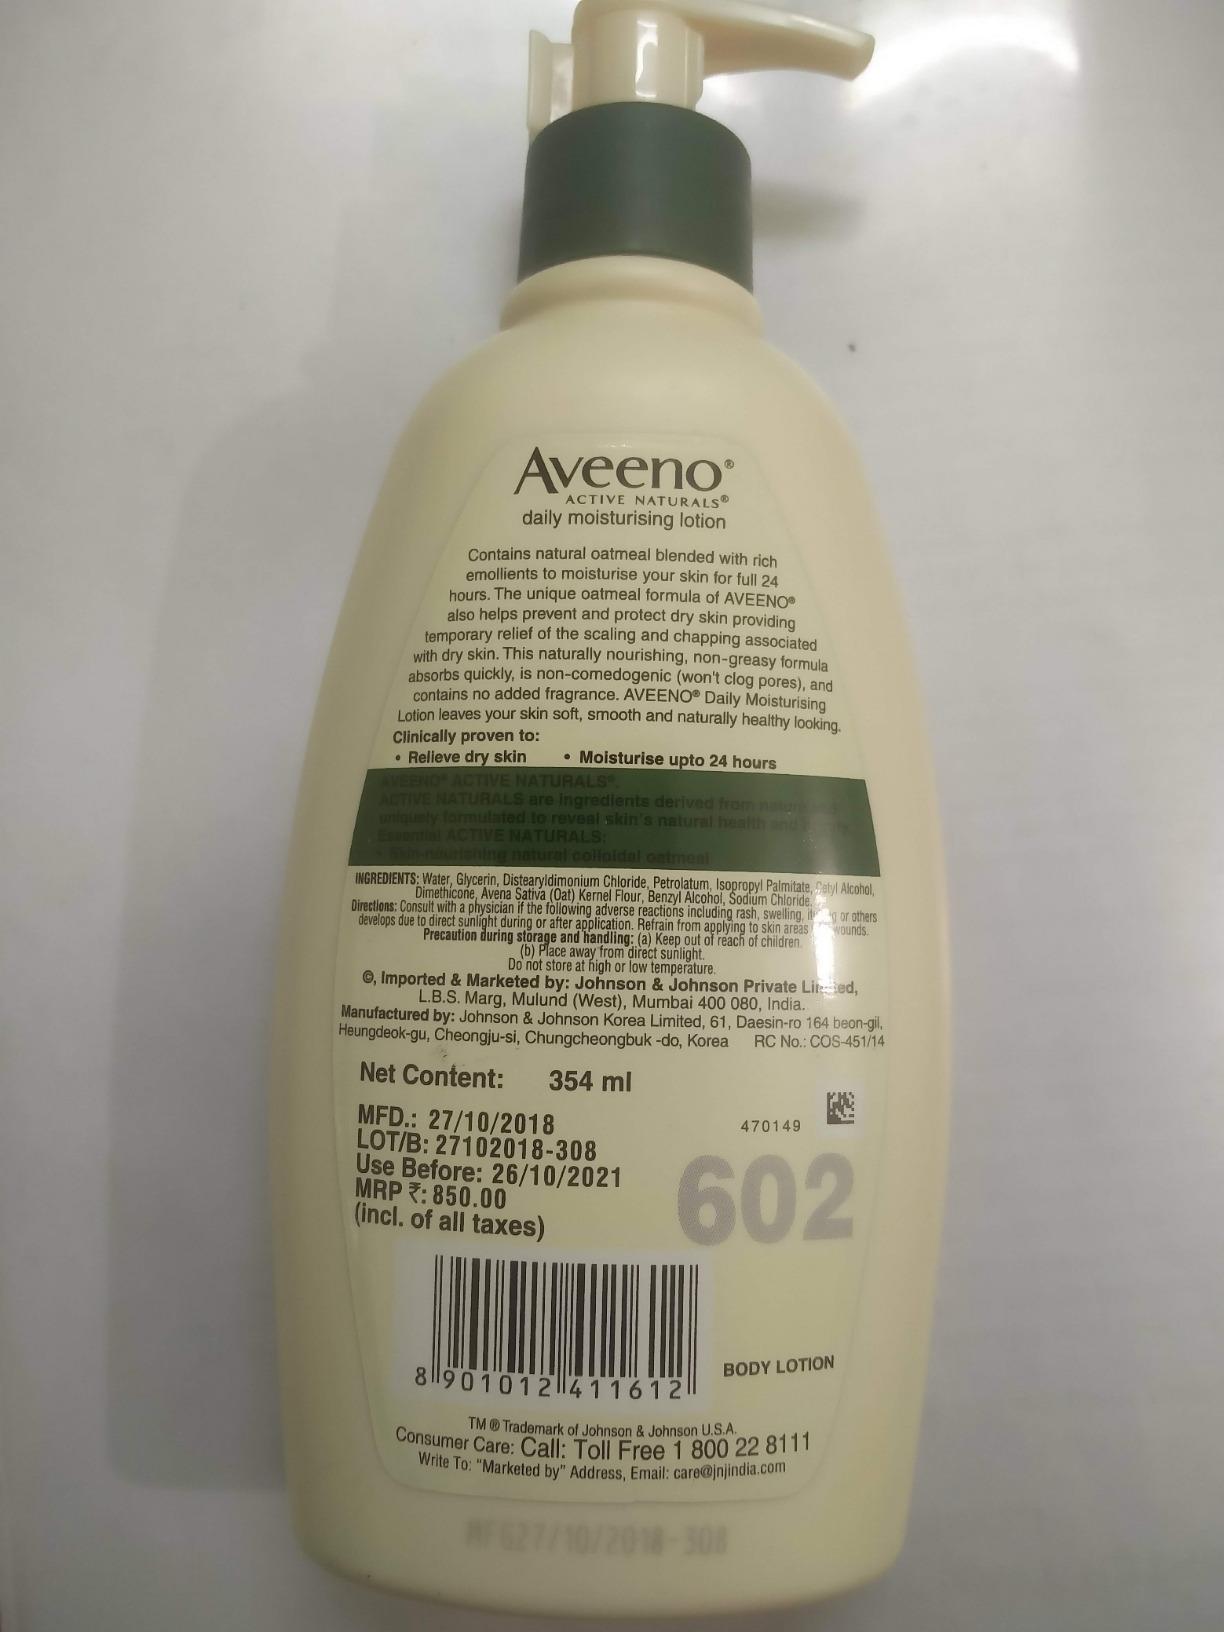 Aveeno®
ACTIVE NATURALS®
daily moisturising lotion
Contains natural oatmeal blended with rich
emollients to moisturise your skin for full 24
hours. The unique oatmeal formula of AVEENO®
also helps prevent and protect dry skin providing
temporary relief of the scaling and chapping associated
with dry skin. This naturally nourishing, non-greasy formula
absorbs quickly, is non-comedogenic (won't clog pores), and
contains no added fragrance. AVEENO® Daily Moisturising
Lotion leaves your skin soft, smooth and naturally healthy looking.
Clinically proven to:
• Relieve dry skin • Moisturise upto 24 hours
AVEENO® ACTIVE NATURALS®.
ACTIVE NATURALS are ingredients derived from nature
uniquely formulated to reveal skin's natural health and
Essential ACTIVE NATURALS:
• Skin-nourishing natural colloidal oatmeal
INGREDIENTS: Water, Glycerin, Distearyldimonium Chloride, Petrolatum, Isopropyl Palmitate, Cetyl Alcohol,
Dimethicone, Avena Sativa (Oat) Kernel Flour, Benzyl Alcohol, Sodium Chloride.
Directions: Consult with a physician if the following adverse reactions including rash, swelling, or others
develops due to direct sunlight during or after application. Refrain from applying to skin areas wounds.
Precaution during storage and handling: (a) Keep out of reach of children.
(b) Place away from direct sunlight.
Do not store at high or low temperature.
©, Imported & Marketed by: Johnson & Johnson Private Limited,
L.B.S. Marg, Mulund (West), Mumbai 400 080, India.
Manufactured by: Johnson & Johnson Korea Limited, 61, Daesin-ro 164 beon-gil,
Heungdeok-gu, Cheongju-si, Chungcheongbuk -do, Korea RC No.: COS-451/14
Net Content: 354 ml
MFD.: 27/10/2018
470149
LOT/B: 27102018-308
Use Before: 26/10/2021
MRP ₹: 850.00
(incl. of all taxes)
602
8 901012 411612
BODY LOTION
TM ® Trademark of Johnson & Johnson U.S.A.
Consumer Care: Call: Toll Free 1 800 22 8111
Write To: "Marketed by" Address, Email: care@jnjindia.com
MFG27/10/2018-308